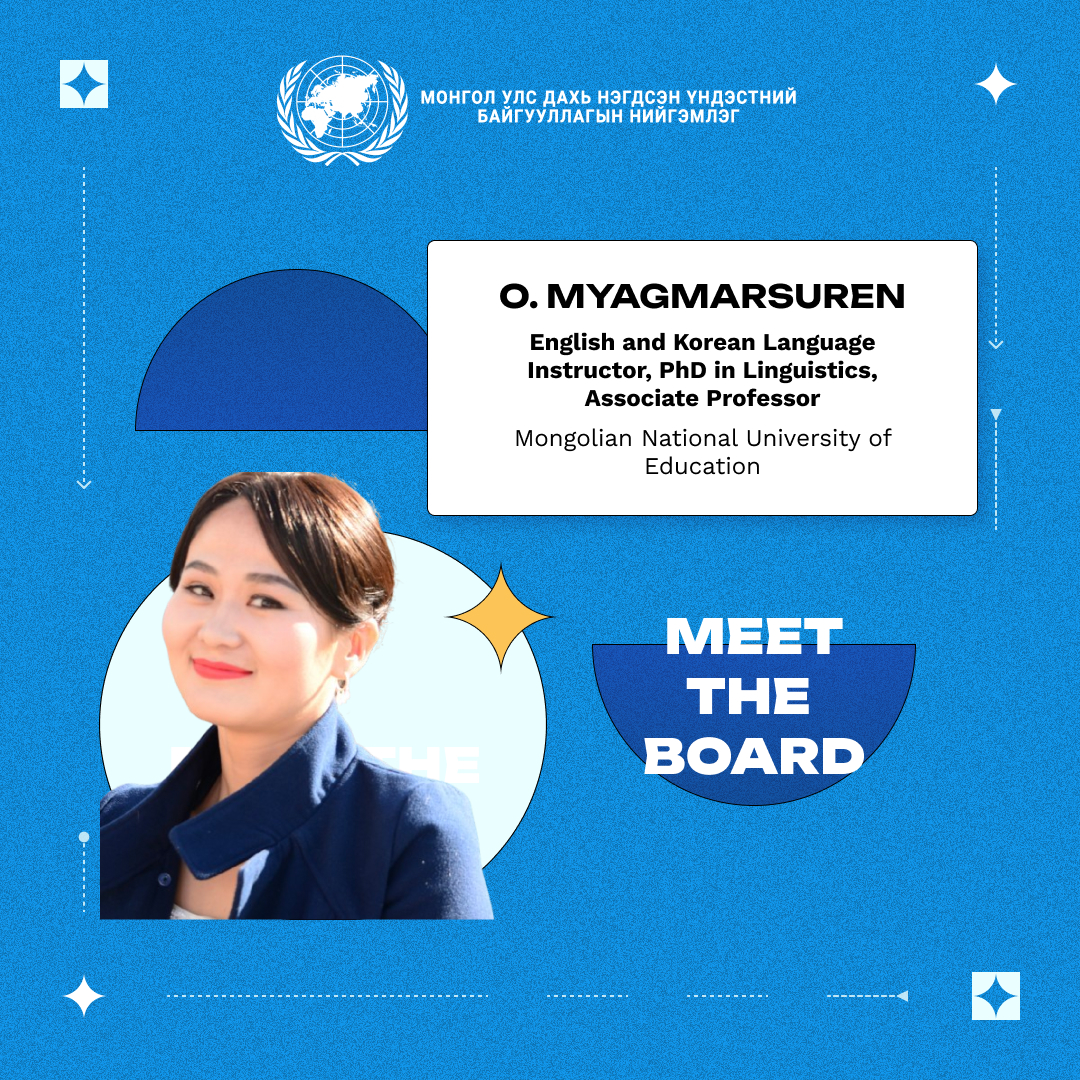 МОНГОЛ УЛС ДАХЬ НЭГДСЭН ҮНДЭСТНИЙ
БАЙГУУЛЛАГЫН НИЙГЭМЛЭГ
O. MYAGMARSUREN
English and Korean Language
Instructor, PhD in Linguistics,
Associate Professor
Mongolian National University of
Education
MEET
THE
BOARD
THE